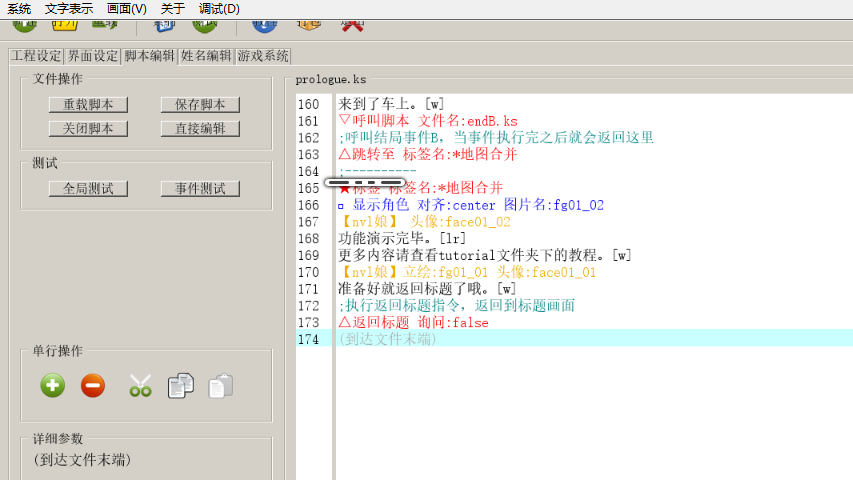 系统 文字表示 画面(V) 关于 调试(D)
工程设定 界面设定 脚本编辑 姓名编辑 游戏系统
文件操作
重载脚本 保存脚本
关闭脚本 直接编辑
测试
全局测试 事件测试
单行操作
详细参数
(到达文件末端)
prologue.ks
160 来到了车上。[w]
161 ▽呼叫脚本 文件名:endB.ks
162 ;呼叫结局事件B，当事件执行完之后就会返回这里
163 △跳转至 标签名:*地图合并
164 ;----------
165 ★标签 标签名:*地图合并
166 显示角色 对齐:center 图片名:fg01_02
167 【nvl娘】 头像:face01_02
168 功能演示完毕。[lr]
169 更多内容请查看tutorial文件夹下的教程。[w]
170 【nvl娘】立绘:fg01_01 头像:face01_01
171 准备好就返回标题了哦。[w]
172 ;执行返回标题指令，返回到标题画面
173 △返回标题 询问:false
174 (到达文件末端)